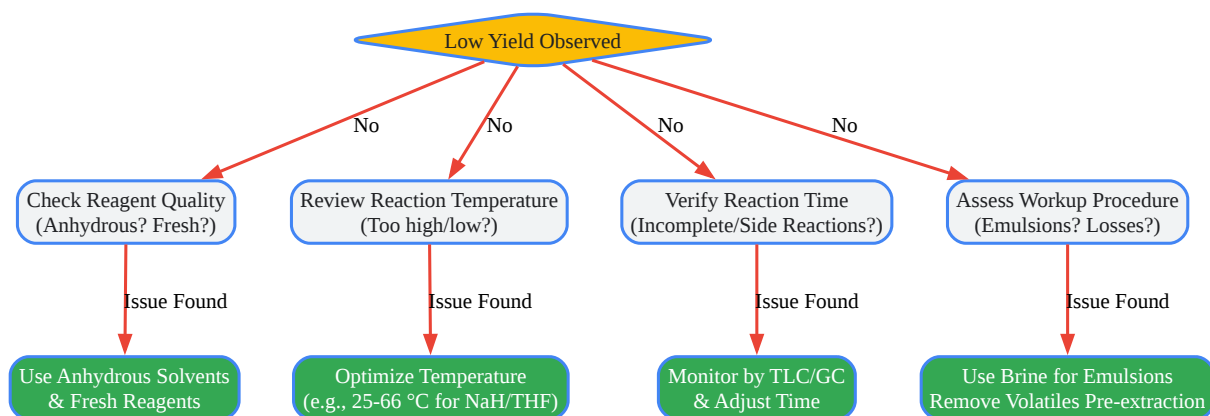 Low Yield Observed
No
No
No
No
Check Reagent Quality
(Anhydrous? Fresh?)
Review Reaction Temperature
(Too high/low?)
Verify Reaction Time
(Incomplete/Side Reactions?)
Assess Workup Procedure
(Emulsions? Losses?)
Issue Found
Issue Found
Issue Found
Issue Found
Use Anhydrous Solvents
& Fresh Reagents
Optimize Temperature
(e.g., 25-66 °C for NaH/THF)
Monitor by TLC/GC
& Adjust Time
Use Brine for Emulsions
Remove Volatiles Pre-extraction